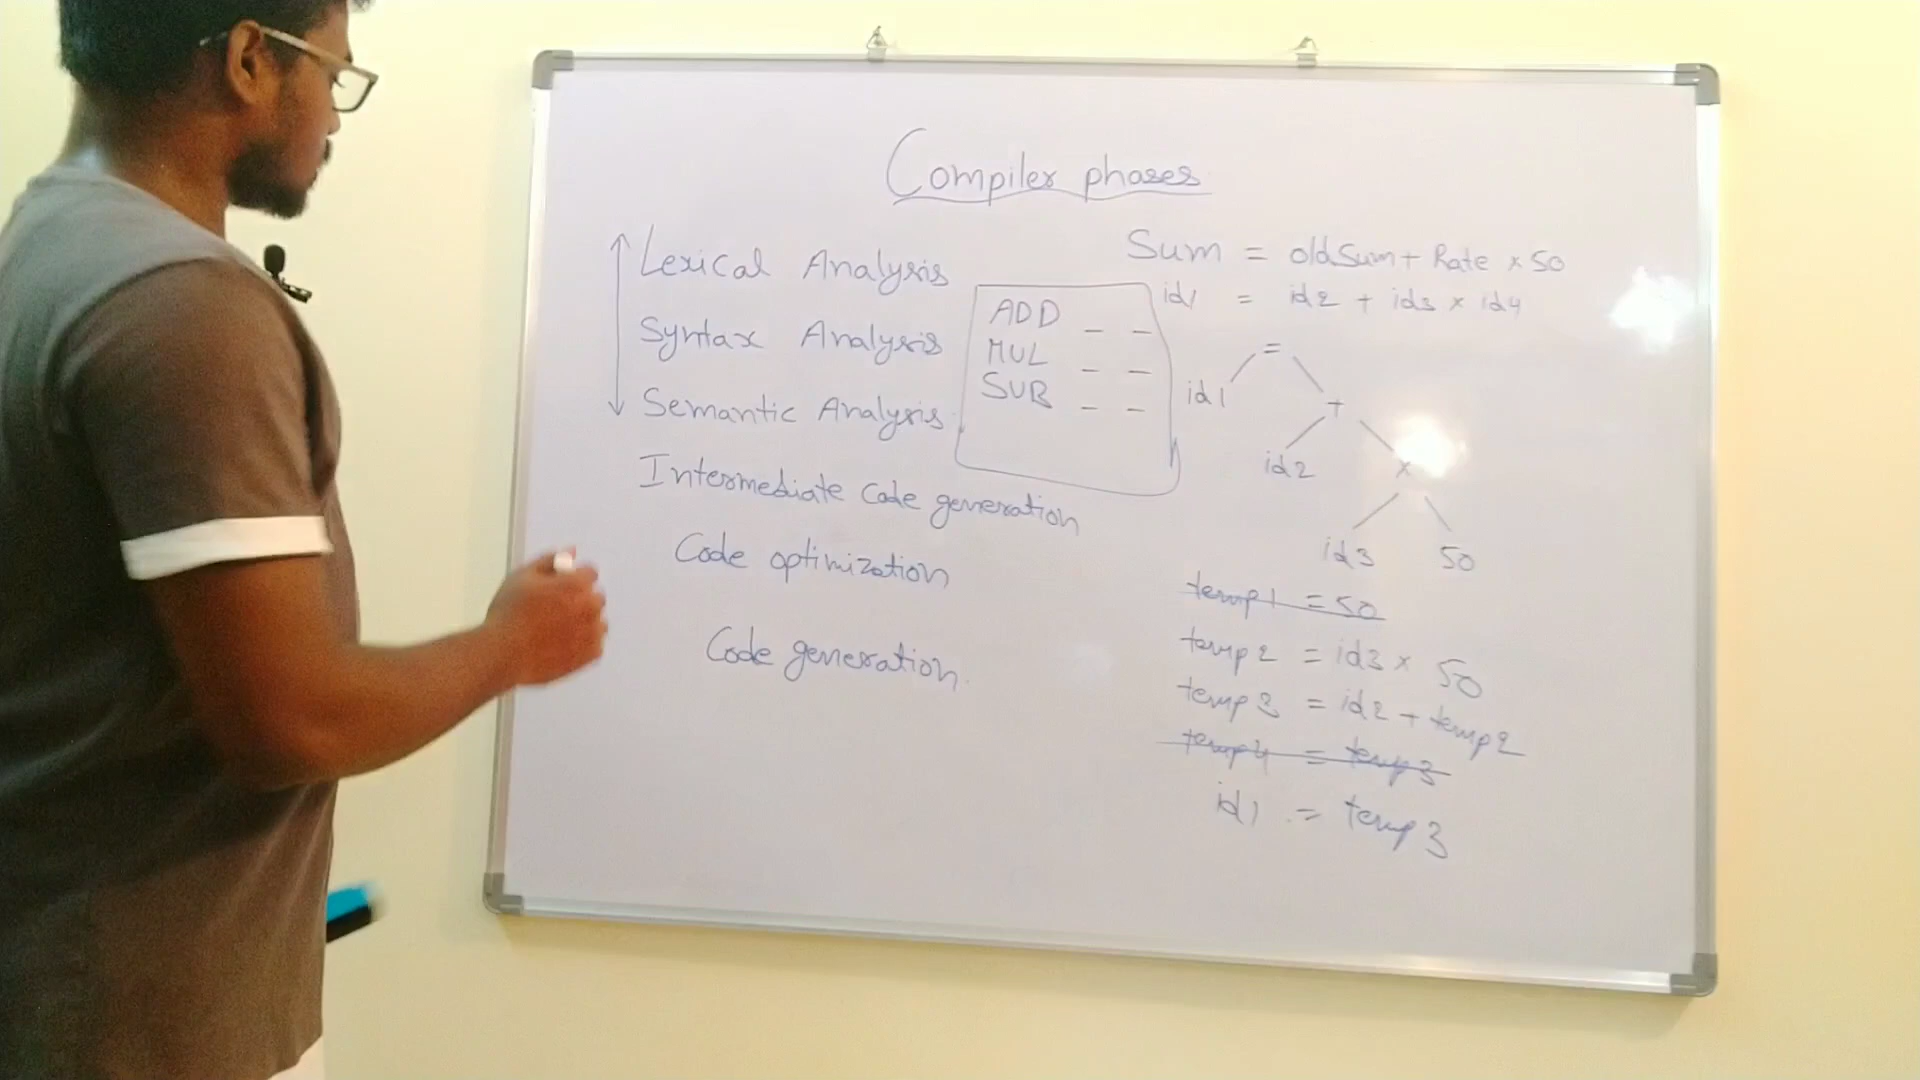 Compiler phases
Lexical Analysis
Syntax Analysis
Semantic Analysis
Intermediate Code generation
Code optimization
Code generation.
ADD _ _
MUL _ _
SUB _ _
Sum = oldSum + Rate × 50
id1 = id2 + id3 × id4
=
id1 +
id2 ×
id3 50
temp1 = 50
temp2 = id3 × 50
temp3 = id2 + temp2
temp4 = temp3
id1 = temp3